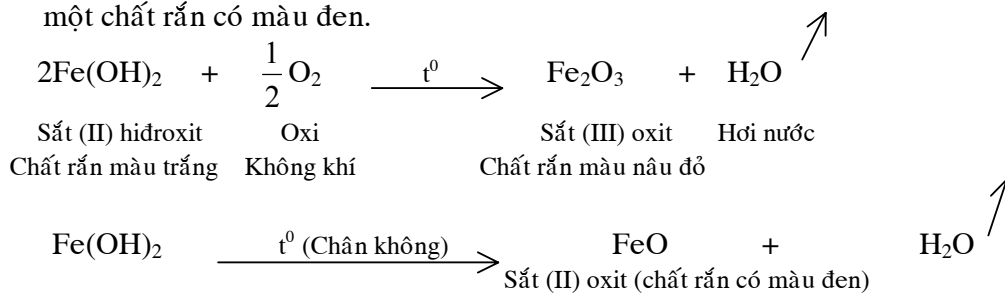 một chất rắn có màu đen.
2Fe(OH)₂ + 1/2 O₂ t⁰ Fe₂O₃ + H₂O
Sắt (II) hiđroxit Oxi Sắt (III) oxit Hơi nước
Chất rắn màu trắng Không khí Chất rắn màu nâu đỏ
Fe(OH)₂ t⁰ (Chân không) FeO + H₂O
Sắt (II) oxit (chất rắn có màu đen)